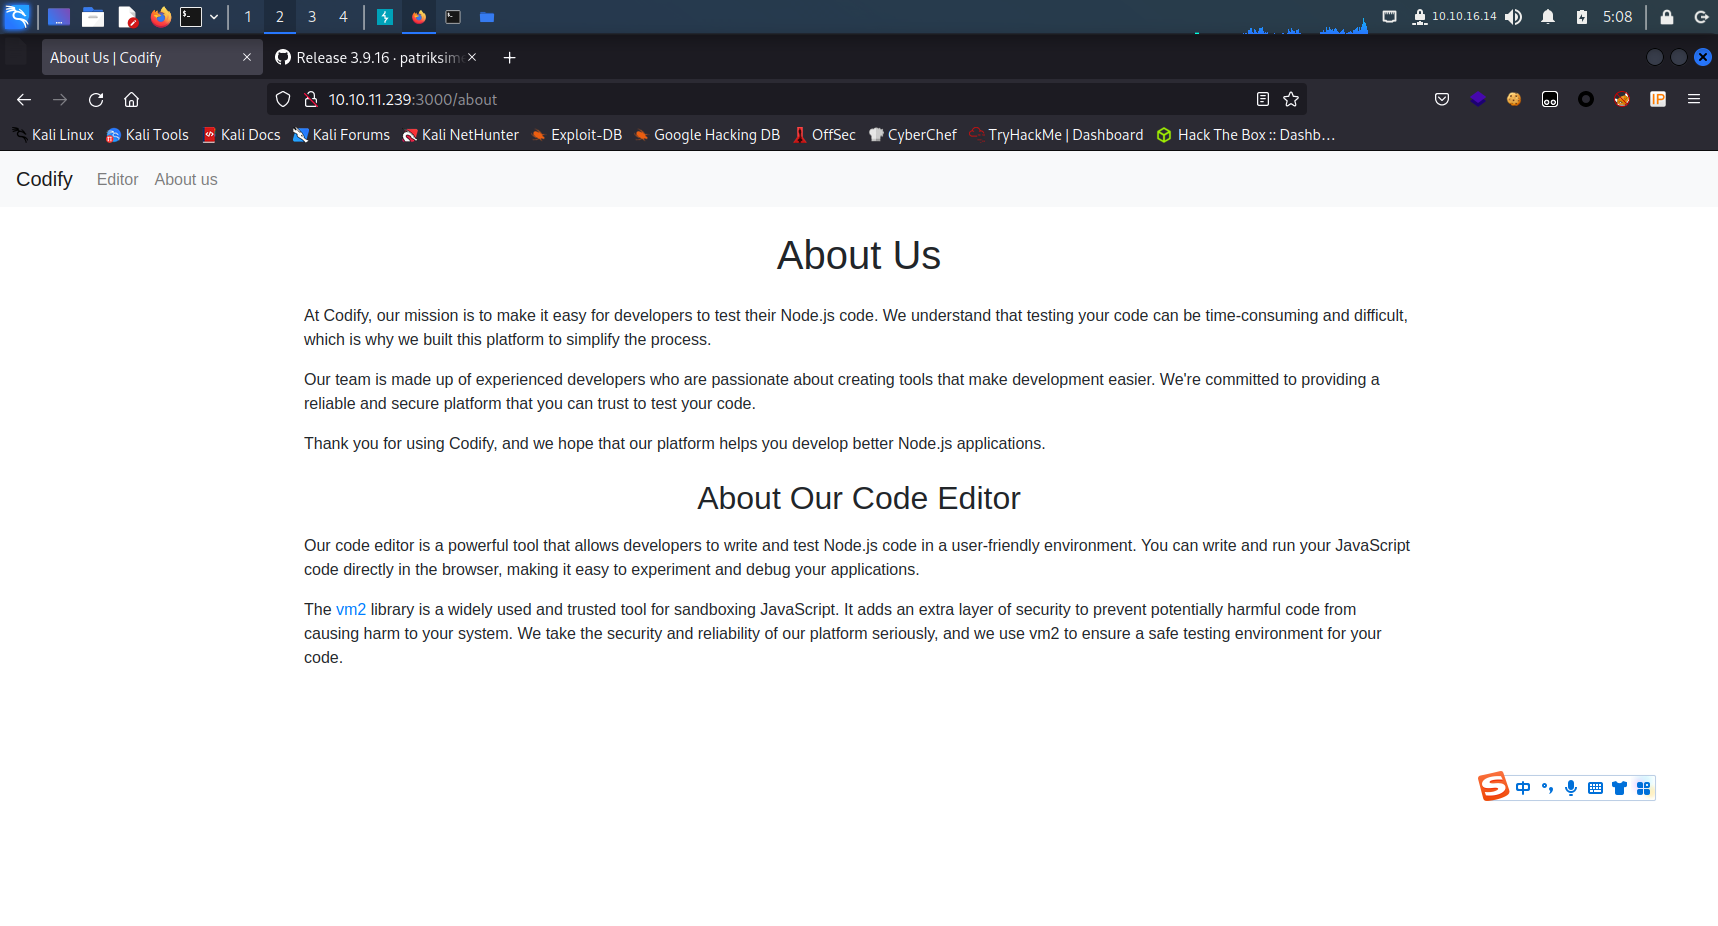 1 2 3 4 10.10.16.14 5:08
About Us | Codify Release 3.9.16 · patriksim
10.10.11.239:3000/about
Kali Linux Kali Tools Kali Docs Kali Forums Kali NetHunter Exploit-DB Google Hacking DB OffSec CyberChef TryHackMe | Dashboard Hack The Box :: Dashb…
Codify Editor About us
About Us
At Codify, our mission is to make it easy for developers to test their Node.js code. We understand that testing your code can be time-consuming and difficult,
which is why we built this platform to simplify the process.
Our team is made up of experienced developers who are passionate about creating tools that make development easier. We're committed to providing a
reliable and secure platform that you can trust to test your code.
Thank you for using Codify, and we hope that our platform helps you develop better Node.js applications.
About Our Code Editor
Our code editor is a powerful tool that allows developers to write and test Node.js code in a user-friendly environment. You can write and run your JavaScript
code directly in the browser, making it easy to experiment and debug your applications.
The vm2 library is a widely used and trusted tool for sandboxing JavaScript. It adds an extra layer of security to prevent potentially harmful code from
causing harm to your system. We take the security and reliability of our platform seriously, and we use vm2 to ensure a safe testing environment for your
code.
中